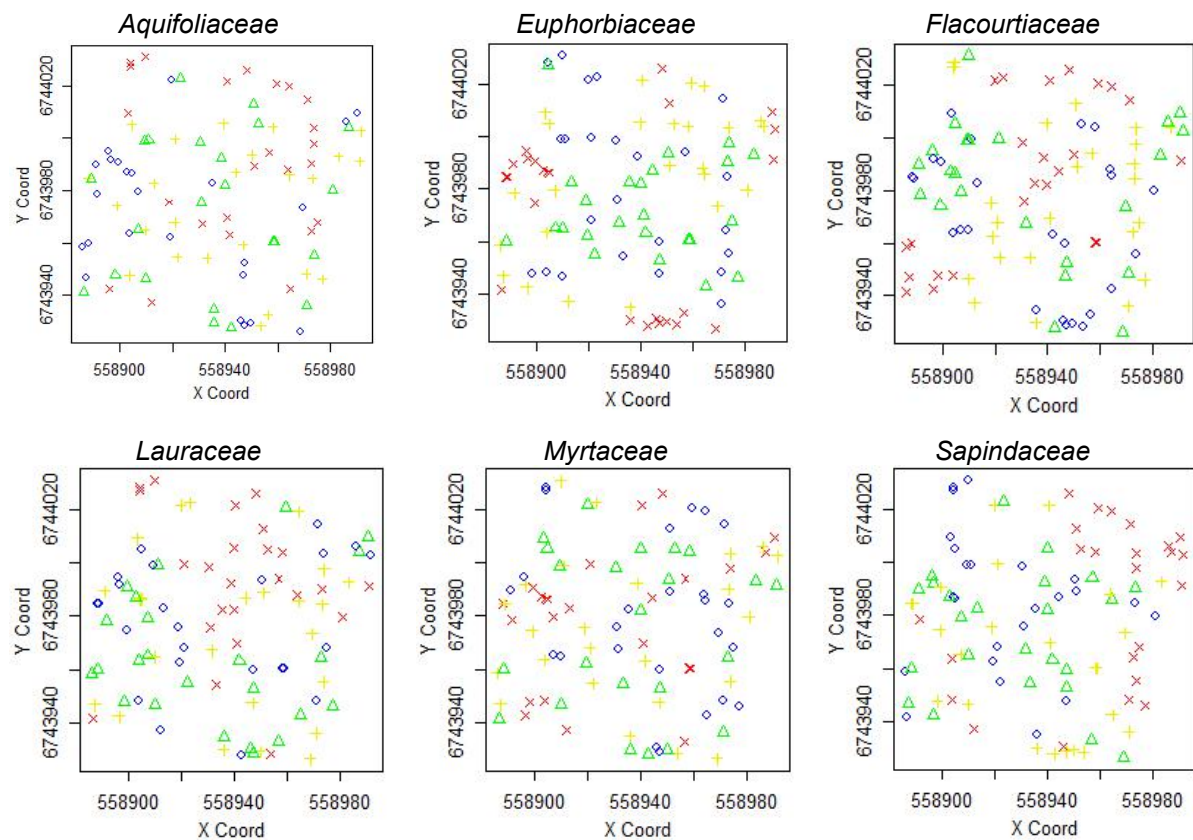 Aquifoliaceae Euphorbiaceae Flacourtiaceae
6744020 6744020 6744020
Y Coord Y Coord Y Coord
6743980 6743980 6743980
6743940 6743940 6743940
558900 558940 558980 558900 558940 558980 558900 558940 558980
X Coord X Coord X Coord
Lauraceae Myrtaceae Sapindaceae
6744020 6744020 6744020
Y Coord Y Coord Y Coord
6743980 6743980 6743980
6743940 6743940 6743940
558900 558940 558980 558900 558940 558980 558900 558940 558980
X Coord X Coord X Coord